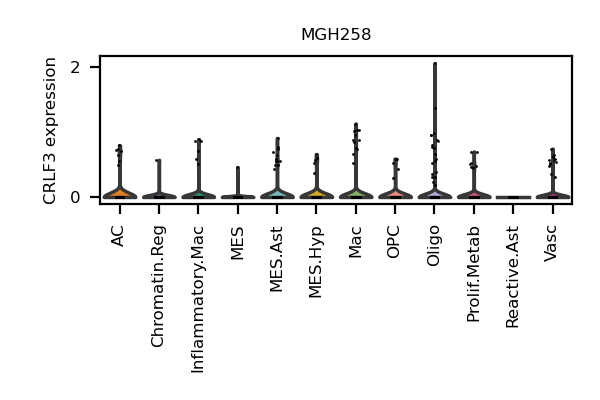 MGH258
CRLF3 expression
2
0
AC
Chromatin.Reg
Inflammatory.Mac
MES
MES.Ast
MES.Hyp
Mac
OPC
Oligo
Prolif.Metab
Reactive.Ast
Vasc